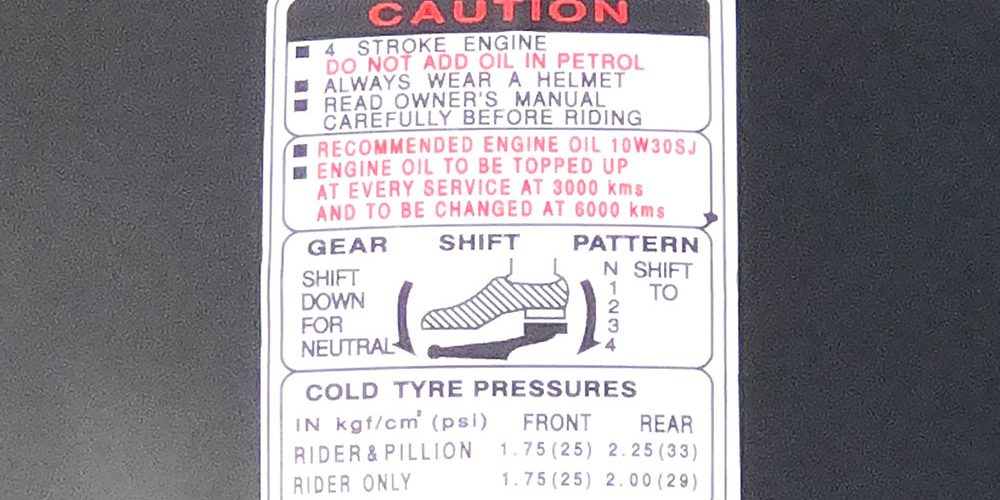 CAUTION
4 STROKE ENGINE
DO NOT ADD OIL IN PETROL
ALWAYS WEAR A HELMET
READ OWNER'S MANUAL
CAREFULLY BEFORE RIDING
RECOMMENDED ENGINE OIL 10W30SJ
ENGINE OIL TO BE TOPPED UP
AT EVERY SERVICE AT 3000 kms
AND TO BE CHANGED AT 6000 kms
GEAR SHIFT PATTERN
SHIFT
DOWN
FOR
NEUTRAL
N
1
2
3
4
SHIFT
TO
COLD TYRE PRESSURES
IN kgf/cm² (psi) FRONT REAR
RIDER & PILLION 1.75(25) 2.25(33)
RIDER ONLY 1.75(25) 2.00(29)